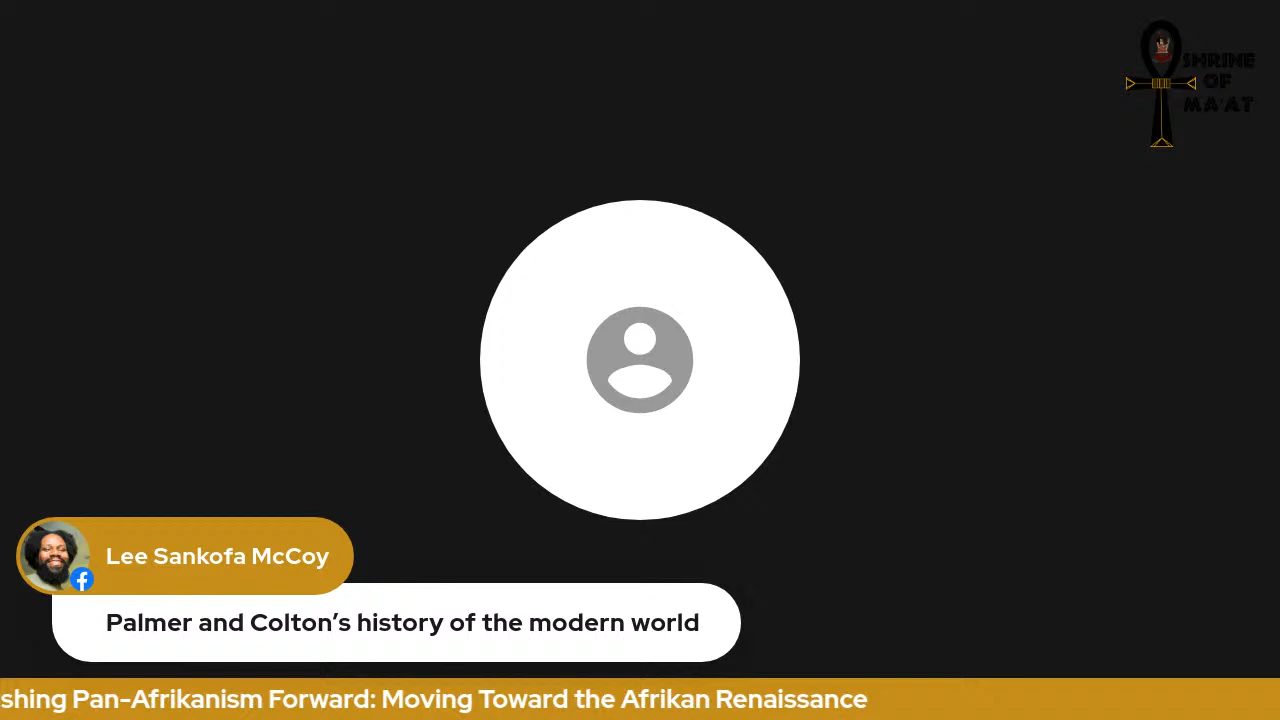 SHRINE
OF
MA'AT
Lee Sankofa McCoy
Palmer and Colton’s history of the modern world
shing Pan-Afrikanism Forward: Moving Toward the Afrikan Renaissance